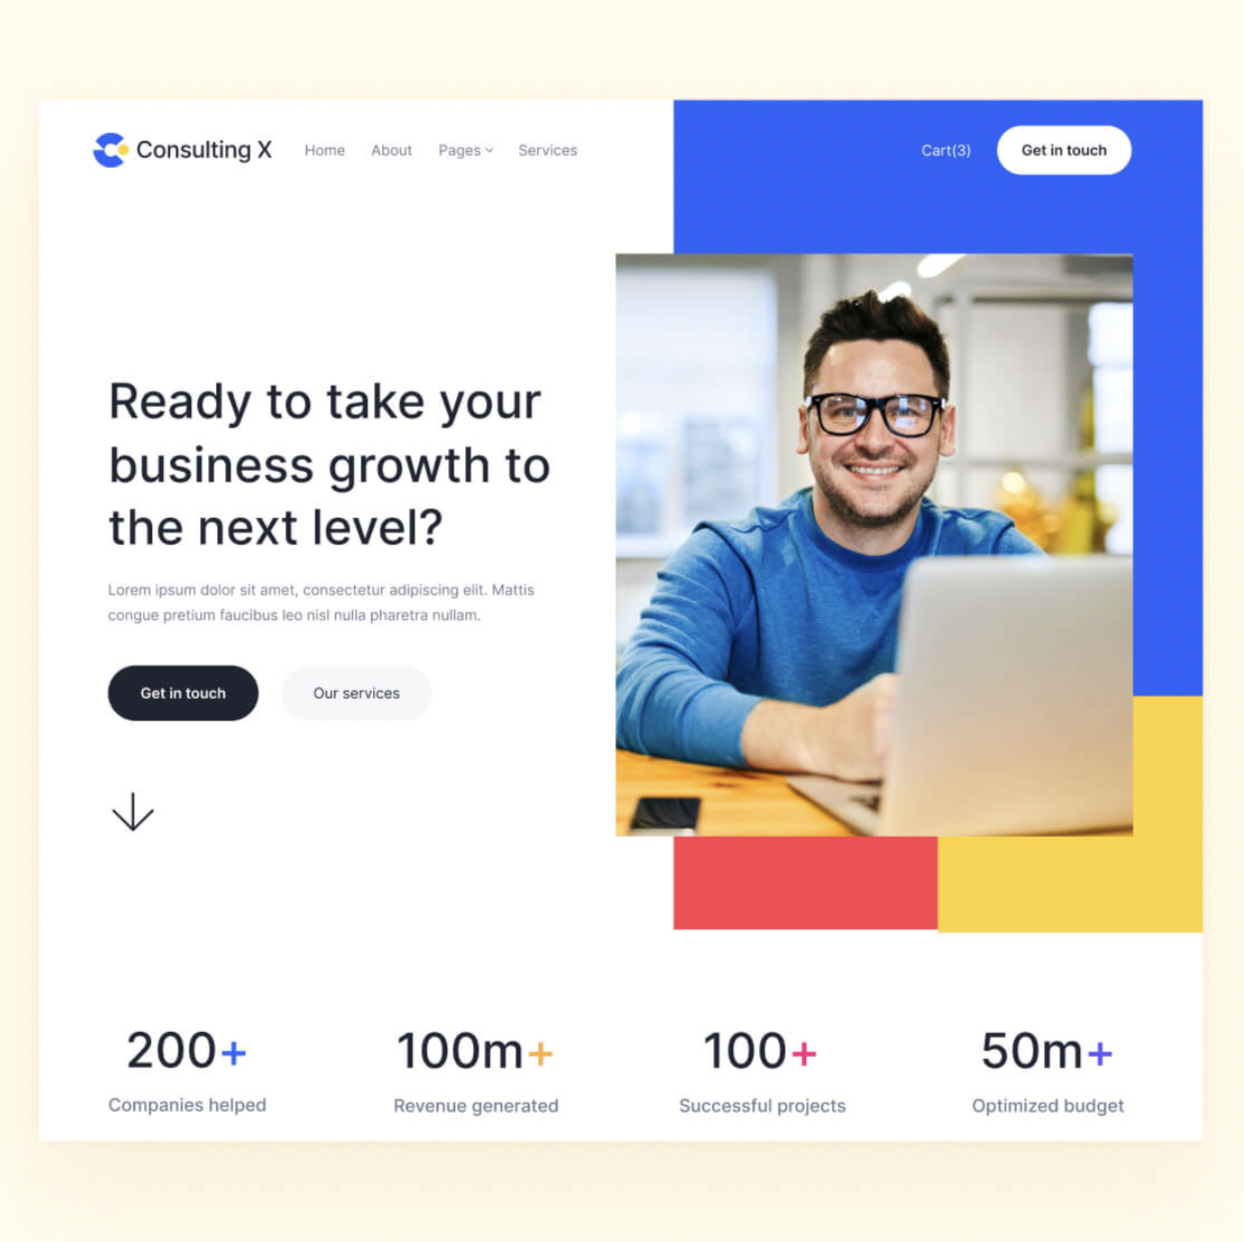 Consulting X
Home About Pages Services
Cart(3) Get in touch
Ready to take your
business growth to
the next level?
Lorem ipsum dolor sit amet, consectetur adipiscing elit. Mattis
congue pretium faucibus leo nisl nulla pharetra nullam.
Get in touch Our services
200+ 100m+ 100+ 50m+
Companies helped Revenue generated Successful projects Optimized budget